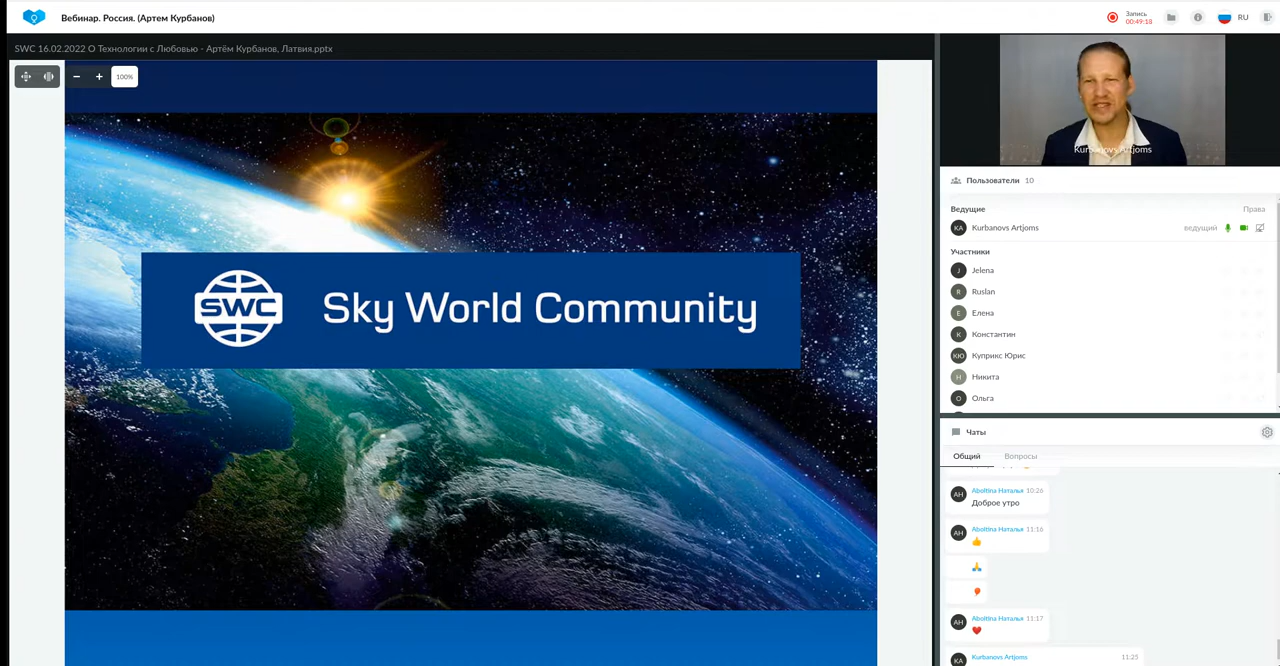 Вебинар. Россия. (Артем Курбанов)
Запись
00:49:18
RU
SWC 16.02.2022 О Технологии с Любовью - Артём Курбанов, Латвия.pptx
100%
SWC
Sky World Community
Kurbanovs Artjoms
Пользователи 10
Ведущие
Права
KA
Kurbanovs Artjoms
ведущий
Участники
J
Jelena
R
Ruslan
Е
Елена
К
Константин
КЮ
Куприкс Юрис
Н
Никита
О
Ольга
Чаты
Общий
Вопросы
АН
Aboltina Наталья 10:26
Доброе утро
АН
Aboltina Наталья 11:16
АН
Aboltina Наталья 11:17
KA
Kurbanovs Artjoms
11:25